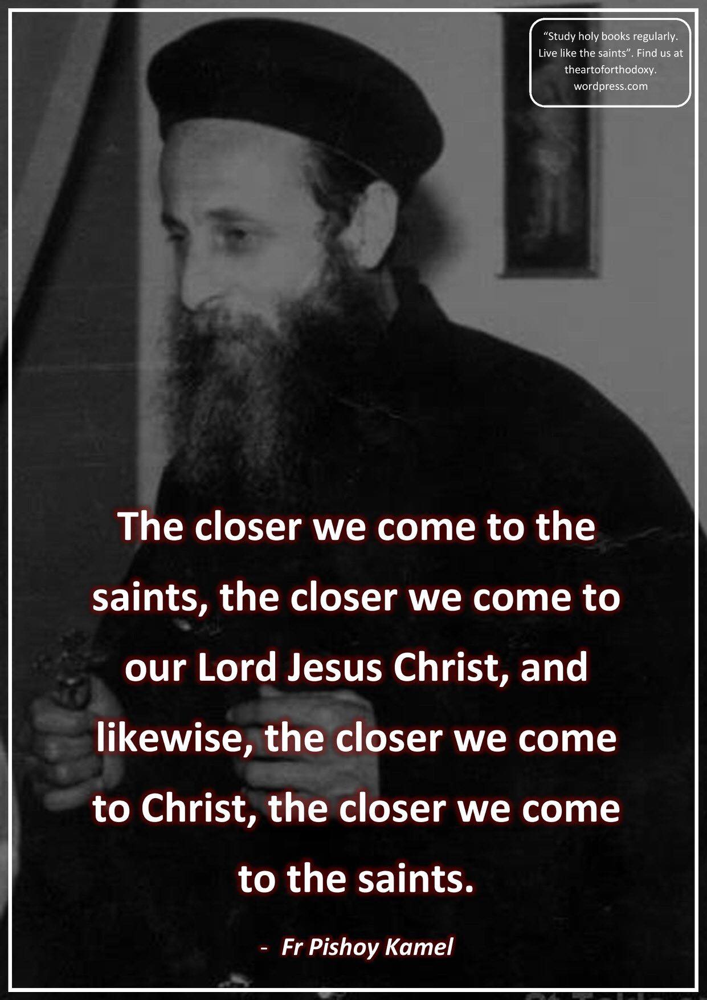 “Study holy books regularly.
Live like the saints”. Find us at
theartoforthodoxy.
wordpress.com
The closer we come to the
saints, the closer we come to
our Lord Jesus Christ, and
likewise, the closer we come
to Christ, the closer we come
to the saints.
- Fr Pishoy Kamel